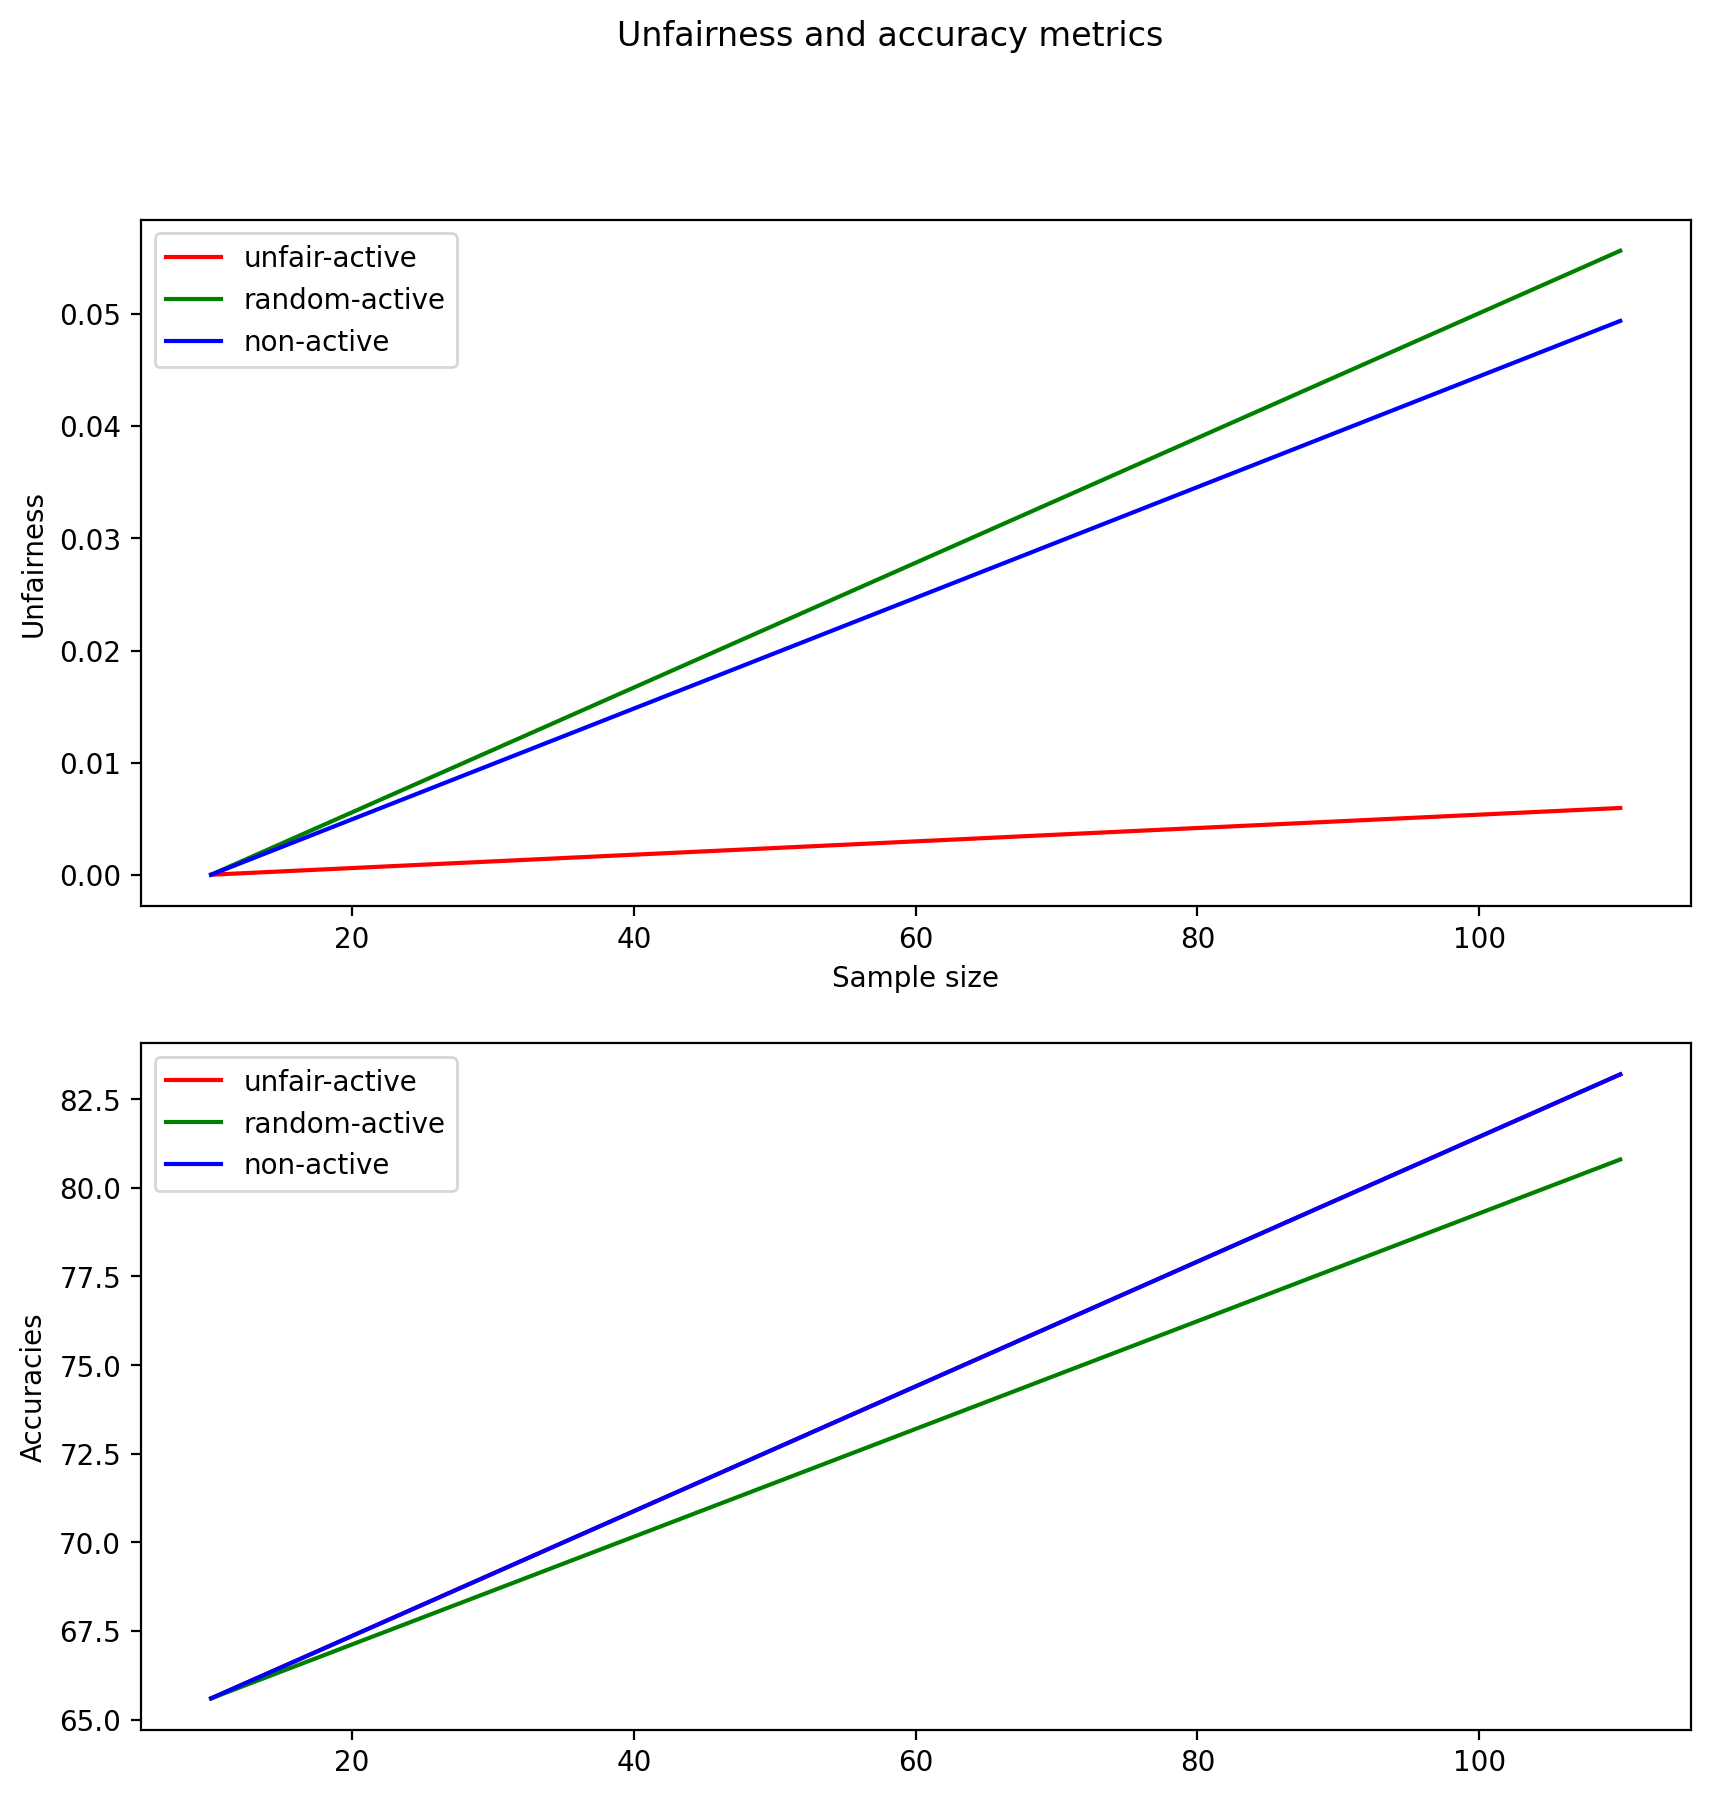 Unfairness and accuracy metrics
unfair-active
random-active
non-active
0.05
0.04
0.03
0.02
0.01
0.00
Unfairness
20 40 60 80 100
Sample size
unfair-active
random-active
non-active
82.5
80.0
77.5
75.0
72.5
70.0
67.5
65.0
Accuracies
20 40 60 80 100